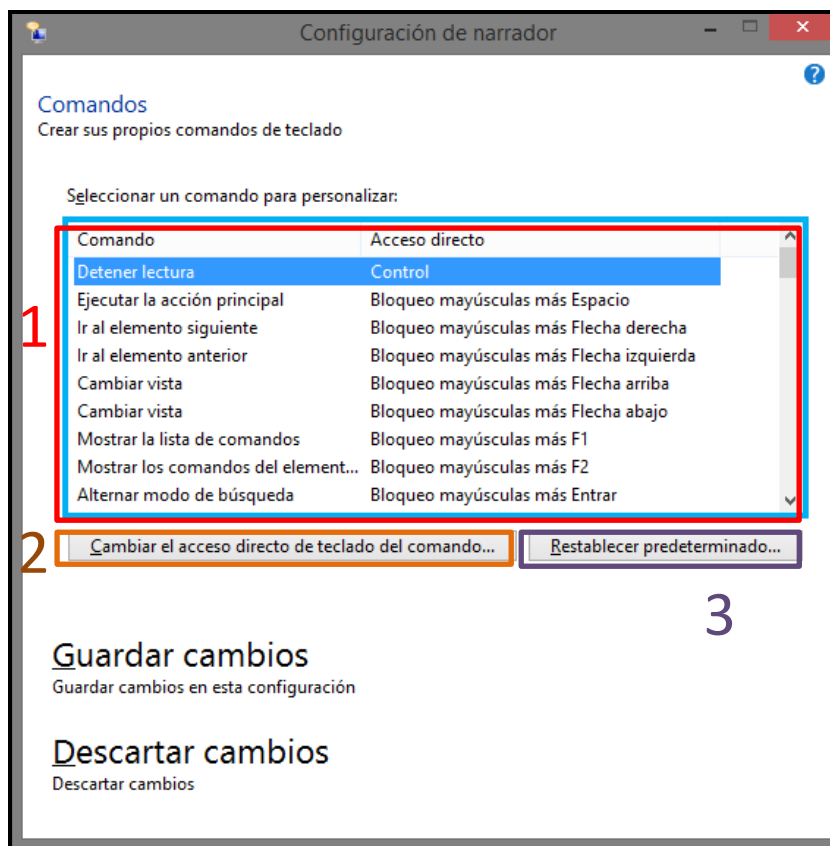 Configuración de narrador
Comandos
Crear sus propios comandos de teclado
Seleccionar un comando para personalizar:
Comando Acceso directo
Detener lectura Control
Ejecutar la acción principal Bloqueo mayúsculas más Espacio
1 Ir al elemento siguiente Bloqueo mayúsculas más Flecha derecha
Ir al elemento anterior Bloqueo mayúsculas más Flecha izquierda
Cambiar vista Bloqueo mayúsculas más Flecha arriba
Cambiar vista Bloqueo mayúsculas más Flecha abajo
Mostrar la lista de comandos Bloqueo mayúsculas más F1
Mostrar los comandos del element... Bloqueo mayúsculas más F2
Alternar modo de búsqueda Bloqueo mayúsculas más Entrar
2 Cambiar el acceso directo de teclado del comando... Restablecer predeterminado...
3
Guardar cambios
Guardar cambios en esta configuración
Descartar cambios
Descartar cambios